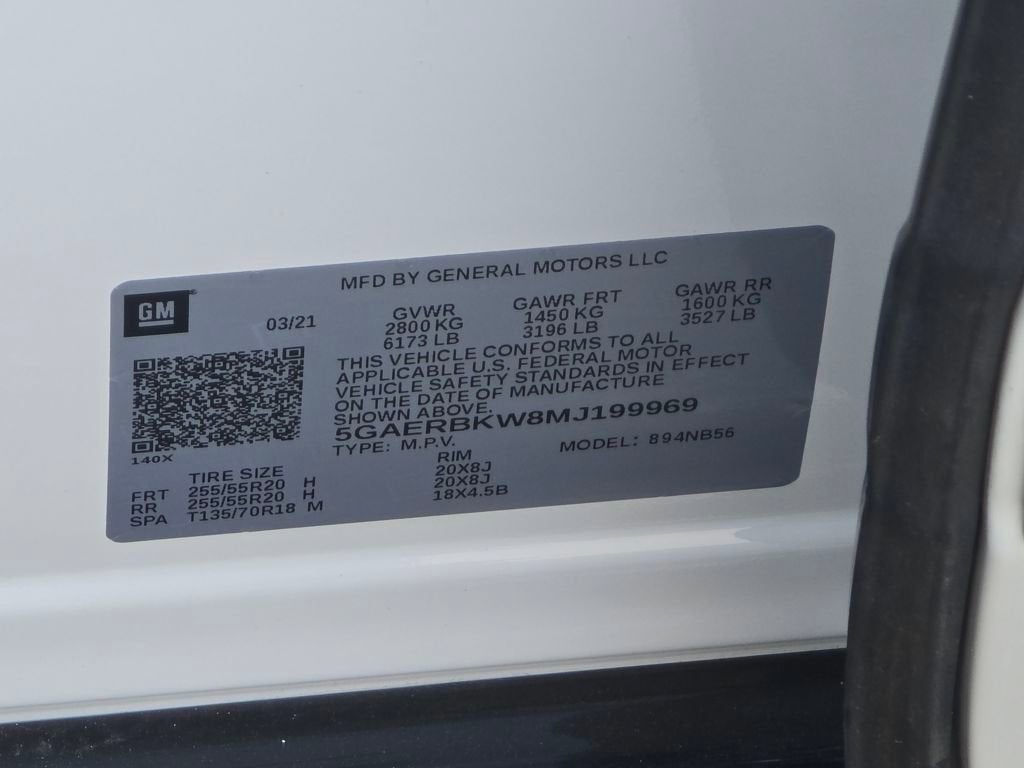 MFD BY GENERAL MOTORS LLC
GM
03/21
GVWR GAWR FRT GAWR RR
2800 KG 1450 KG 1600 KG
6173 LB 3196 LB 3527 LB
THIS VEHICLE CONFORMS TO ALL
APPLICABLE U.S. FEDERAL MOTOR
VEHICLE SAFETY STANDARDS IN EFFECT
ON THE DATE OF MANUFACTURE
SHOWN ABOVE.
5GAERBKW8MJ199969
TYPE: M.P.V. MODEL: 894NB56
140X
TIRE SIZE RIM
FRT 255/55R20 H 20X8J
RR 255/55R20 H 20X8J
SPA T135/70R18 M 18X4.5B